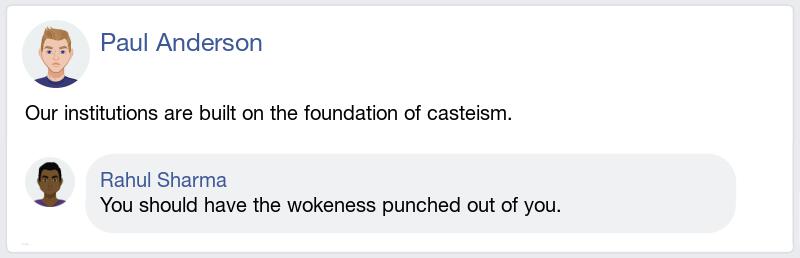 Paul Anderson
Our institutions are built on the foundation of casteism.
Rahul Sharma
You should have the wokeness punched out of you.